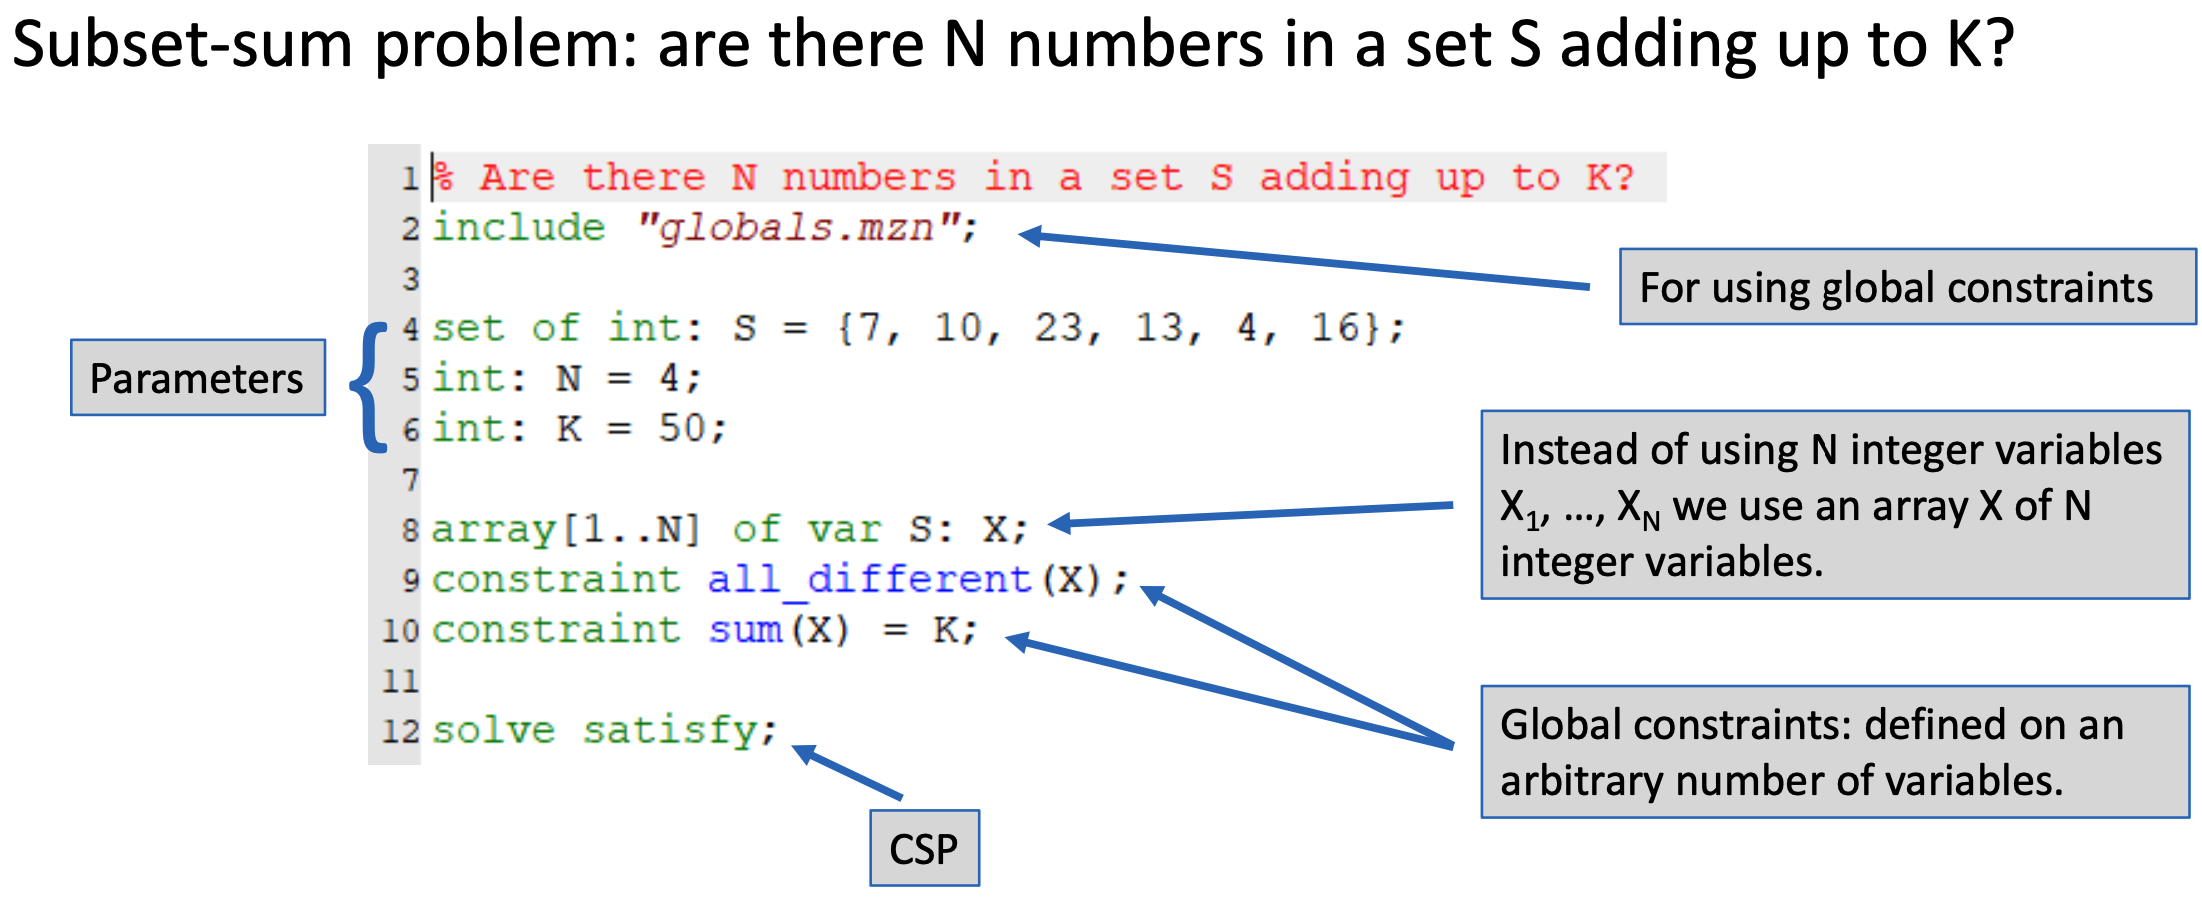 Subset-sum problem: are there N numbers in a set S adding up to K?
1 % Are there N numbers in a set S adding up to K?
2 include "globals.mzn";
For using global constraints
3
4 set of int: S = {7, 10, 23, 13, 4, 16};
Parameters
5 int: N = 4;
6 int: K = 50;
7
8 array[1..N] of var S: X;
Instead of using N integer variables
X₁, …, X_N we use an array X of N
integer variables.
9 constraint all_different(X);
10 constraint sum(X) = K;
11
12 solve satisfy;
Global constraints: defined on an
arbitrary number of variables.
CSP